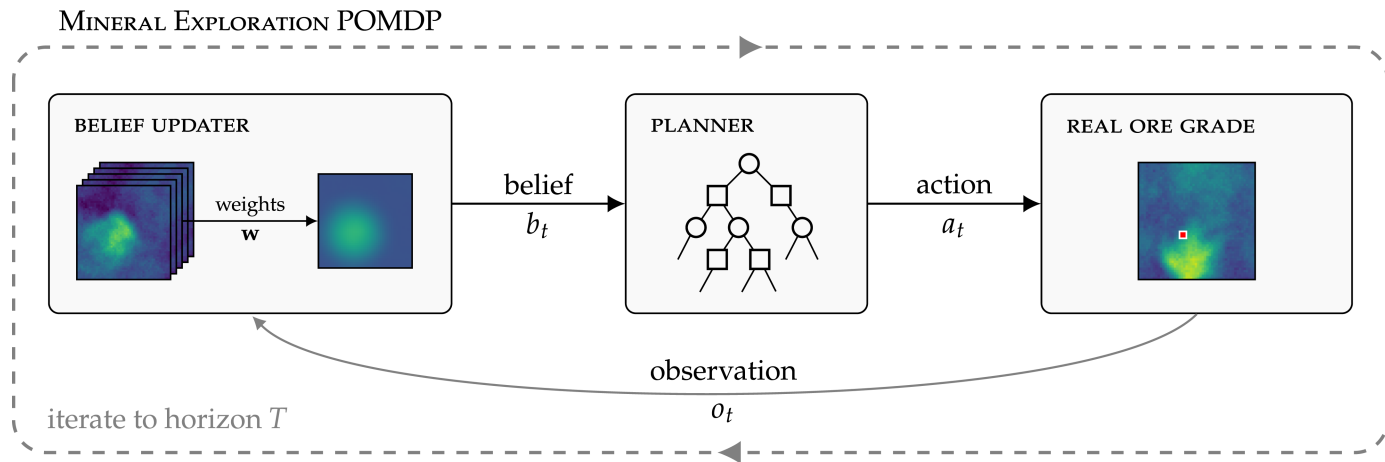 Mineral Exploration POMDP
belief updater
weights
w
belief
b_t
planner
action
a_t
real ore grade
observation
o_t
iterate to horizon T